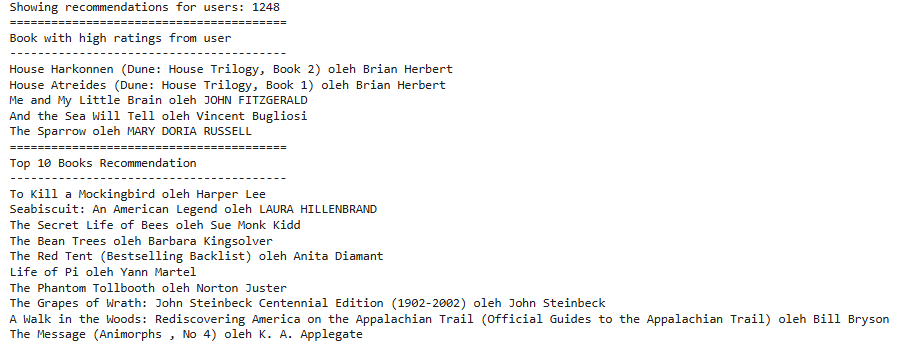 Showing recommendations for users: 1248
========================================
Book with high ratings from user
----------------------------------------
House Harkonnen (Dune: House Trilogy, Book 2) oleh Brian Herbert
House Atreides (Dune: House Trilogy, Book 1) oleh Brian Herbert
Me and My Little Brain oleh JOHN FITZGERALD
And the Sea Will Tell oleh Vincent Bugliosi
The Sparrow oleh MARY DORIA RUSSELL
========================================
Top 10 Books Recommendation
----------------------------------------
To Kill a Mockingbird oleh Harper Lee
Seabiscuit: An American Legend oleh LAURA HILLENBRAND
The Secret Life of Bees oleh Sue Monk Kidd
The Bean Trees oleh Barbara Kingsolver
The Red Tent (Bestselling Backlist) oleh Anita Diamant
Life of Pi oleh Yann Martel
The Phantom Tollbooth oleh Norton Juster
The Grapes of Wrath: John Steinbeck Centennial Edition (1902-2002) oleh John Steinbeck
A Walk in the Woods: Rediscovering America on the Appalachian Trail (Official Guides to the Appalachian Trail) oleh Bill Bryson
The Message (Animorphs , No 4) oleh K. A. Applegate